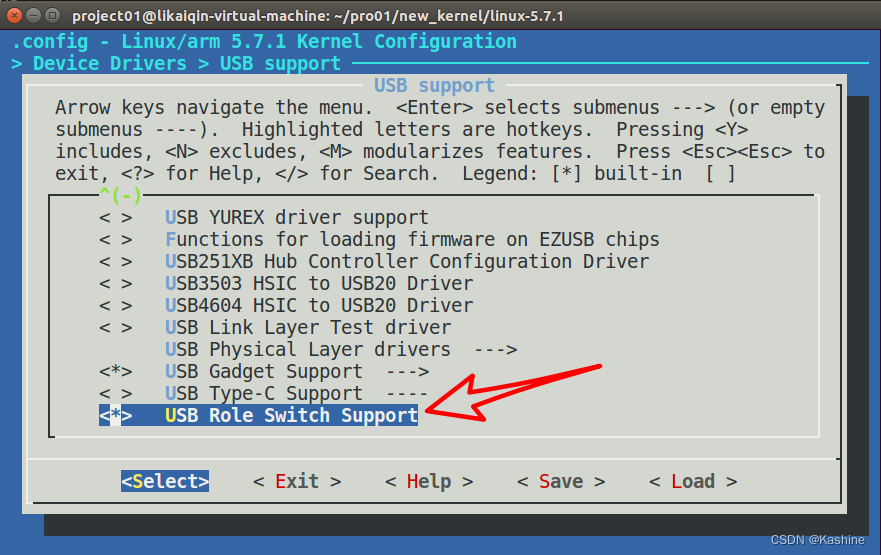 project01@likaiqin-virtual-machine: ~/pro01/new_kernel/linux-5.7.1
.config - Linux/arm 5.7.1 Kernel Configuration
> Device Drivers > USB support
USB support
Arrow keys navigate the menu.  <Enter> selects submenus ---> (or empty
submenus ----).  Highlighted letters are hotkeys.  Pressing <Y>
includes, <N> excludes, <M> modularizes features.  Press <Esc><Esc> to
exit, <?> for Help, </> for Search.  Legend: [*] built-in  [ ]
^(-)
< >   USB YUREX driver support
< >   Functions for loading firmware on EZUSB chips
< >   USB251XB Hub Controller Configuration Driver
< >   USB3503 HSIC to USB20 Driver
< >   USB4604 HSIC to USB20 Driver
< >   USB Link Layer Test driver
USB Physical Layer drivers  --->
<*>   USB Gadget Support  --->
< >   USB Type-C Support  ----
<*>   USB Role Switch Support
<Select>    < Exit >    < Help >    < Save >    < Load >
CSDN @Kashine